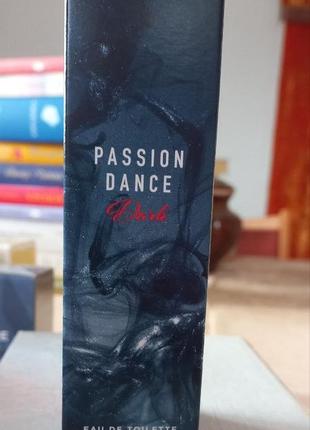 PASSION
DANCE
Dark
EAU DE TOILETTE